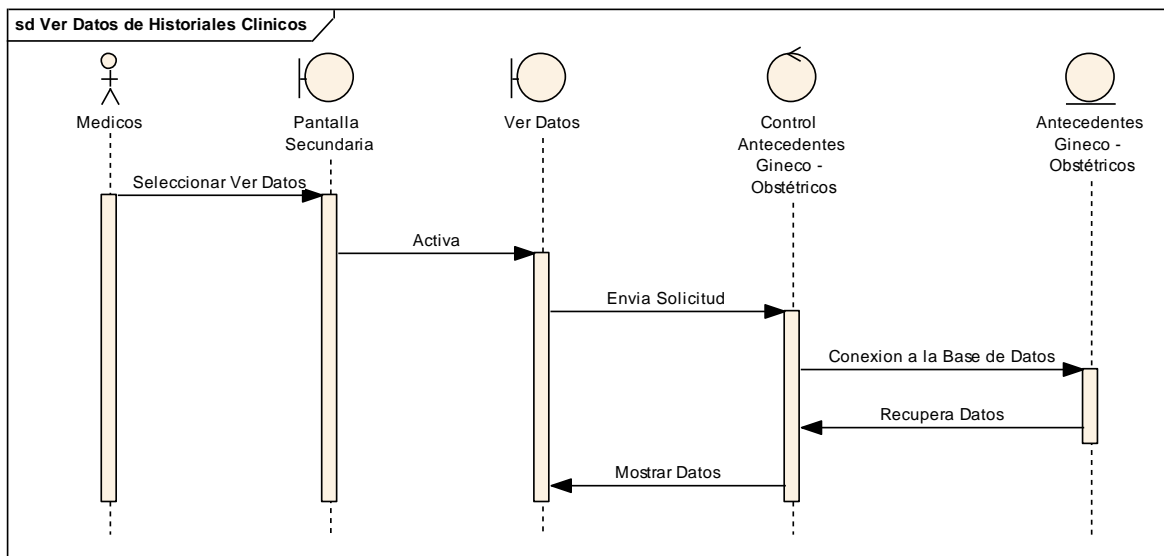 sd Ver Datos de Historiales Clinicos
Medicos
Pantalla
Secundaria
Ver Datos
Control
Antecedentes
Gineco -
Obstétricos
Antecedentes
Gineco -
Obstétricos
Seleccionar Ver Datos
Activa
Envia Solicitud
Conexion a la Base de Datos
Recupera Datos
Mostrar Datos